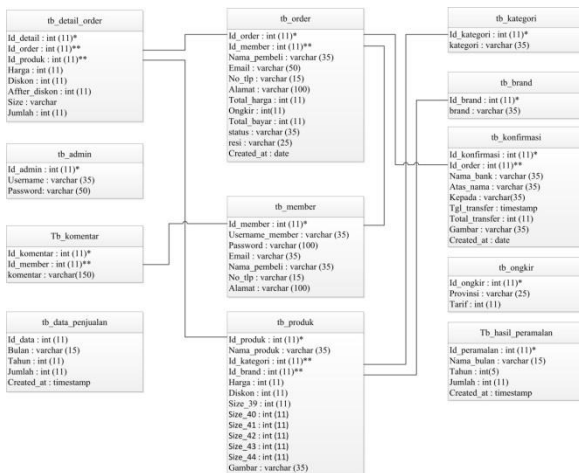 tb_detail_order
Id_detail : int (11)*
Id_order : int (11)**
Id_produk : int (11)**
Harga : int (11)
Diskon : int (11)
Affter_diskon : int (11)
Size : varchar
Jumlah : int (11)
tb_admin
Id_admin : int (11)*
Username : varchar (35)
Password: varchar (50)
Tb_komentar
Id_komentar : int (11)*
Id_member : int (11)**
komentar : varchar(150)
tb_data_penjualan
Id_data : int (11)
Bulan : varchar (15)
Tahun : int (11)
Jumlah : int (11)
Created_at : timestamp
tb_order
Id_order : int (11)*
Id_member : int (11)**
Nama_pembeli : varchar (35)
Email : varchar (50)
No_tlp : varchar (15)
Alamat : varchar (100)
Total_harga : int (11)
Ongkir : int(11)
Total_bayar : int (11)
status : varchar (35)
resi : varchar (25)
Created_at : date
tb_member
Id_member : int (11)*
Username_member : varchar (35)
Password : varchar (100)
Email : varchar (35)
Nama_pembeli : varchar (35)
No_tlp : varchar (15)
Alamat : varchar (100)
tb_produk
Id_produk : int (11)*
Nama_produk : varchar (35)
Id_kategori : int (11)**
Id_brand : int (11)**
Harga : int (11)
Diskon : int (11)
Size_39 : int (11)
Size_40 : int (11)
Size_41 : int (11)
Size_42 : int (11)
Size_43 : int (11)
Size_44 : int (11)
Gambar : varchar (35)
tb_kategori
Id_kategori : int (11)*
kategori : varchar (35)
tb_brand
Id_brand : int (11)*
brand : varchar (35)
tb_konfirmasi
Id_konfirmasi : int (11)*
Id_order : int (11)**
Nama_bank : varchar (35)
Atas_nama : varchar (35)
Kepada : varchar(35)
Tgl_transfer : timestamp
Total_transfer : int (11)
Gambar : varchar (35)
Created_at : date
tb_ongkir
Id_ongkir : int (11)*
Provinsi : varchar (25)
Tarif : int (11)
Tb_hasil_peramalan
Id_peramalan : int (11)*
Nama_bulan : varchar (15)
Tahun : int(5)
Jumlah : int (11)
Created_at : timestamp